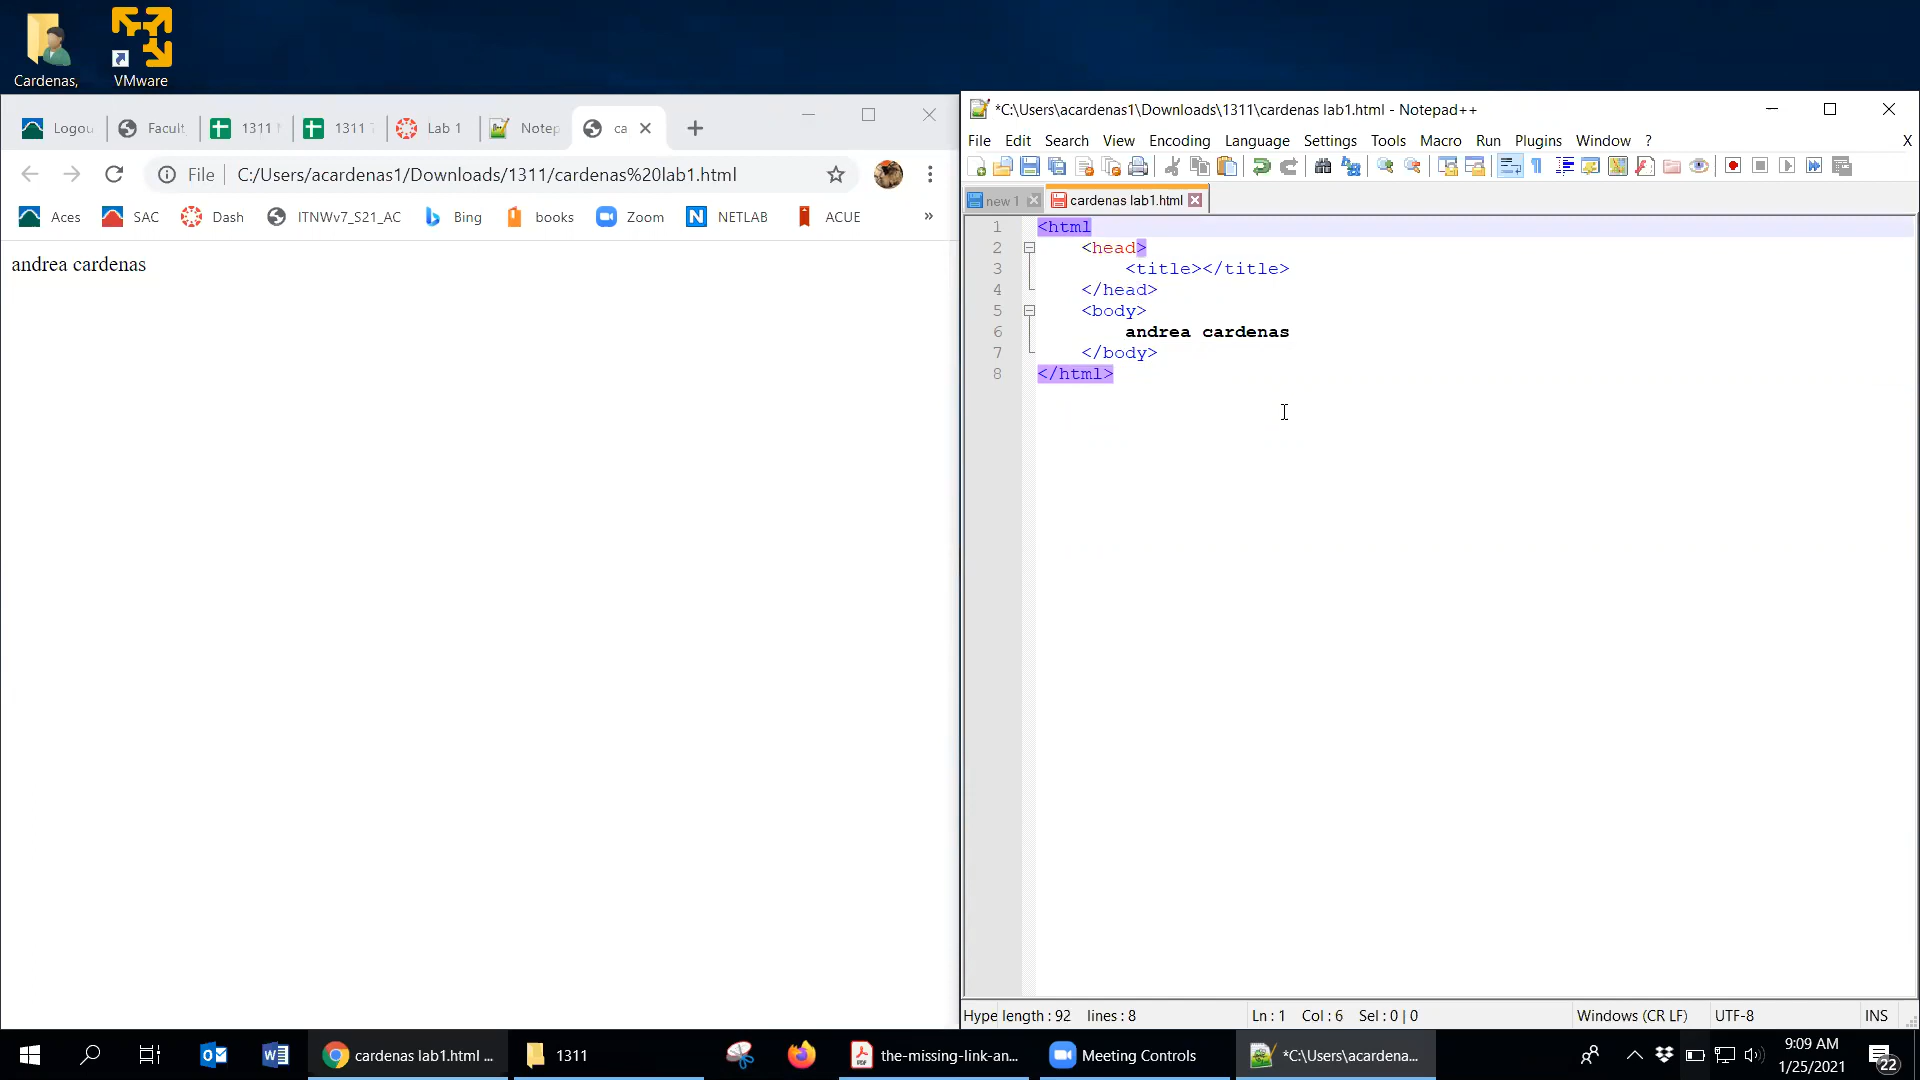 Cardenas,
VMware
Logou
Facult
1311
1311
Lab 1
Notep
ca
File
C:/Users/acardenas1/Downloads/1311/cardenas%20lab1.html
Aces
SAC
Dash
ITNWv7_S21_AC
Bing
books
Zoom
NETLAB
ACUE
»
andrea cardenas
*C:\Users\acardenas1\Downloads\1311\cardenas lab1.html - Notepad++
File Edit Search View Encoding Language Settings Tools Macro Run Plugins Window ? X
new 1
cardenas lab1.html
1 <html
2 <head>
3 <title></title>
4 </head>
5 <body>
6 andrea cardenas
7 </body>
8 </html>
Hype length : 92 lines : 8 Ln : 1 Col : 6 Sel : 0 | 0 Windows (CR LF) UTF-8 INS
cardenas lab1.html ...
1311
the-missing-link-an...
Meeting Controls
*C:\Users\acardena...
9:09 AM
1/25/2021
22